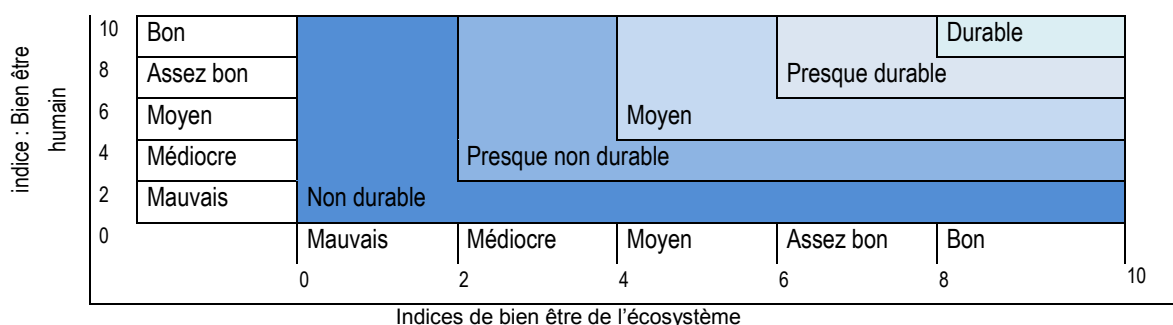 indice : Bien être
humain
10 Bon Durable
8 Assez bon Presque durable
6 Moyen Moyen
4 Médiocre Presque non durable
2 Mauvais Non durable
0 Mauvais Médiocre Moyen Assez bon Bon
0 2 4 6 8 10
Indices de bien être de l'écosystème